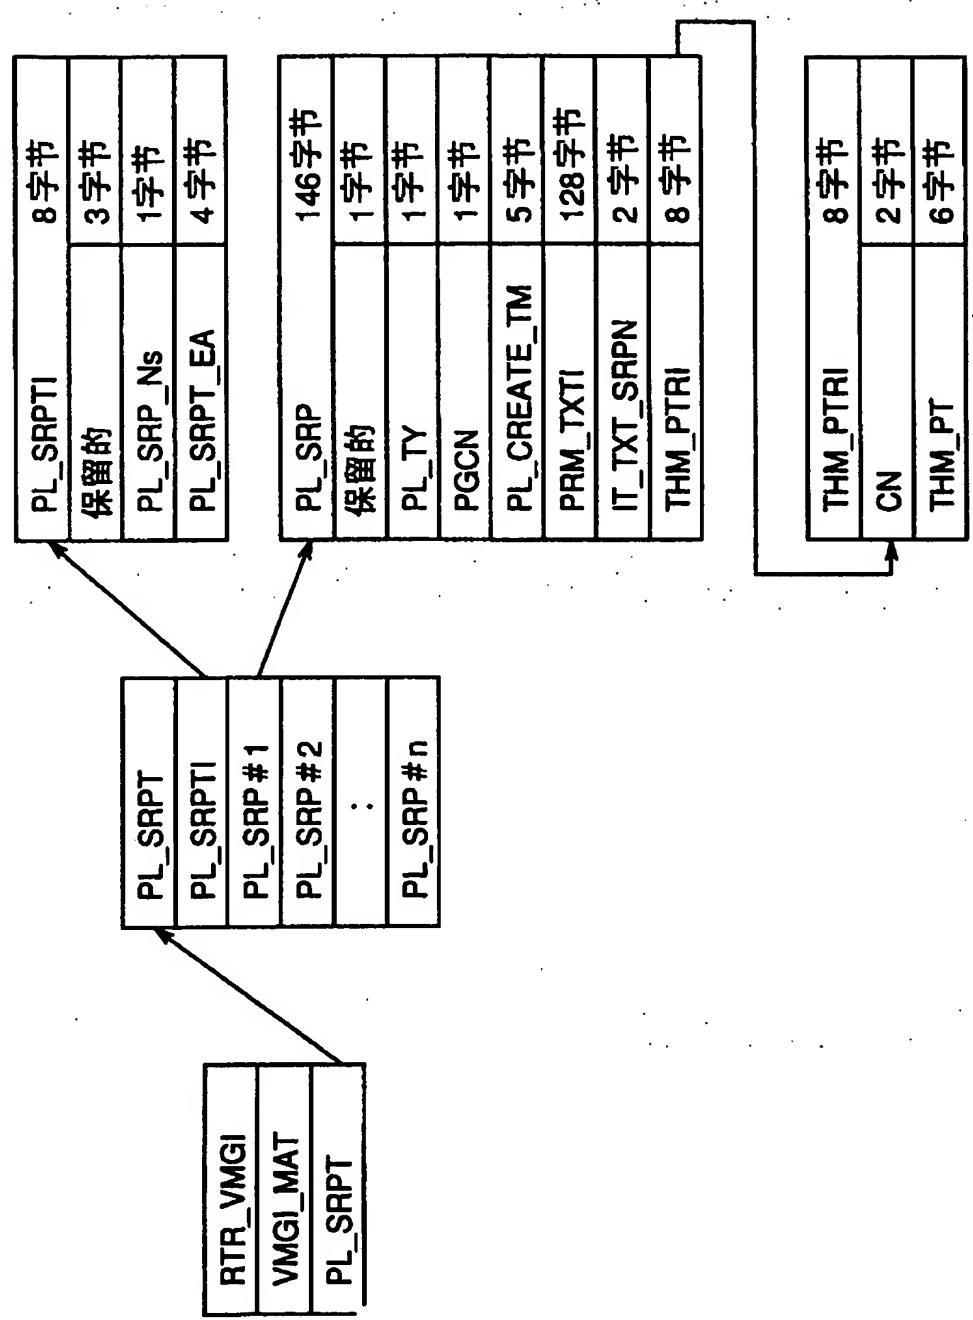 RTR_VMGI
VMGI_MAT
PL_SRPT
PL_SRPT
PL_SRPTI
PL_SRP#1
PL_SRP#2
:
PL_SRP#n
PL_SRPTI 8字节
保留的 3字节
PL_SRP_Ns 1字节
PL_SRPT_EA 4字节
PL_SRP 146字节
保留的 1字节
PL_TY 1字节
PGCN 1字节
PL_CREATE_TM 5字节
PRM_TXTI 128字节
IT_TXT_SRPN 2字节
THM_PTRI 8字节
THM_PTRI 8字节
CN 2字节
THM_PT 6字节